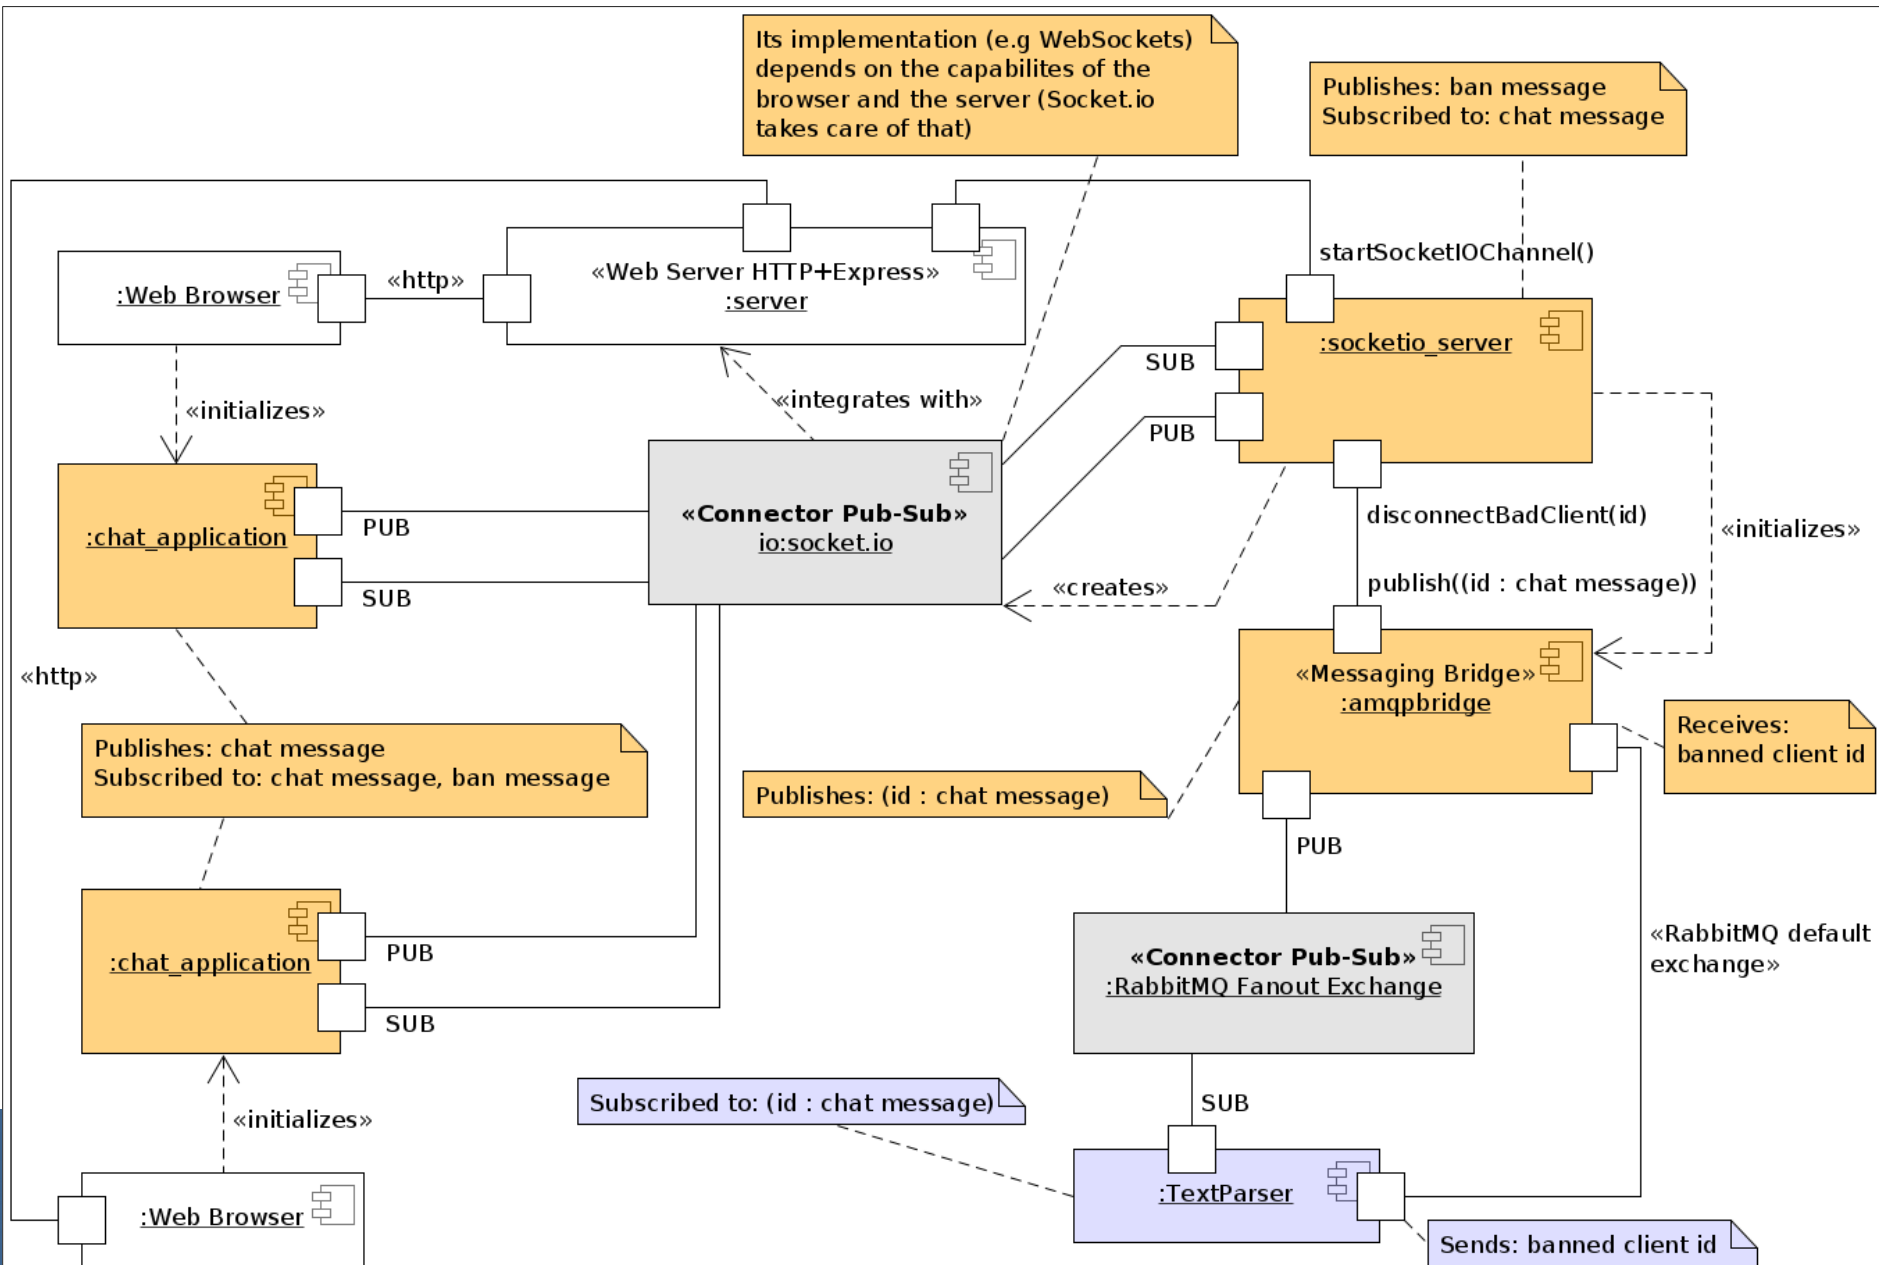 Its implementation (e.g WebSockets)
depends on the capabilites of the
browser and the server (Socket.io
takes care of that)
Publishes: ban message
Subscribed to: chat message
:Web Browser
«http»
«Web Server HTTP+Express»
:server
startSocketIOChannel()
:socketio_server
SUB
PUB
«initializes»
«integrates with»
:chat_application
PUB
SUB
«Connector Pub-Sub»
io:socket.io
«creates»
disconnectBadClient(id)
publish((id : chat message))
«initializes»
«http»
«Messaging Bridge»
:amqpbridge
Receives:
banned client id
Publishes: chat message
Subscribed to: chat message, ban message
Publishes: (id : chat message)
PUB
:chat_application
PUB
SUB
«Connector Pub-Sub»
:RabbitMQ Fanout Exchange
«RabbitMQ default
exchange»
«initializes»
Subscribed to: (id : chat message)
SUB
:TextParser
:Web Browser
Sends: banned client id